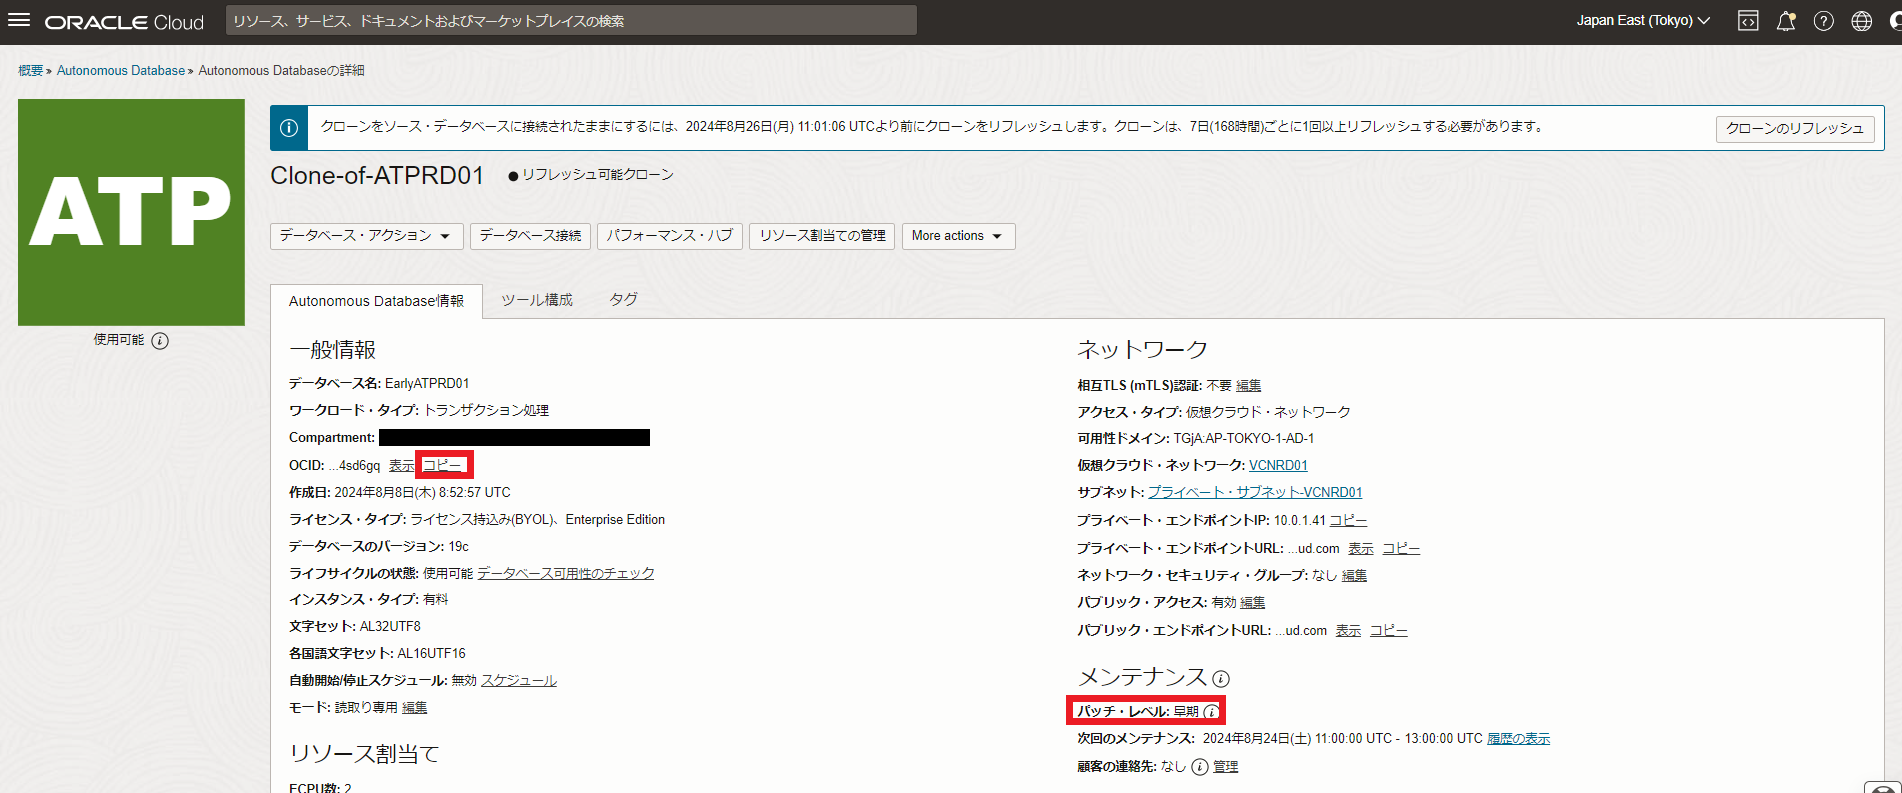 ORACLE Cloud
リソース、サービス、ドキュメントおよびマーケットプレイスの検索
Japan East (Tokyo)
概要 » Autonomous Database » Autonomous Databaseの詳細
ATP
使用可能
クローンをソース・データベースに接続されたままにするには、2024年8月26日(月) 11:01:06 UTCより前にクローンをリフレッシュします。クローンは、7日(168時間)ごとに1回以上リフレッシュする必要があります。
クローンのリフレッシュ
Clone-of-ATPRD01
リフレッシュ可能クローン
データベース・アクション
データベース接続
パフォーマンス・ハブ
リソース割当ての管理
More actions
Autonomous Database情報
ツール構成
タグ
一般情報
データベース名: EarlyATPRD01
ワークロード・タイプ: トランザクション処理
Compartment:
OCID: ...4sd6gq 表示 コピー
作成日: 2024年8月8日(木) 8:52:57 UTC
ライセンス・タイプ: ライセンス持込み(BYOL)、Enterprise Edition
データベースのバージョン: 19c
ライフサイクルの状態: 使用可能 データベース可用性のチェック
インスタンス・タイプ: 有料
文字セット: AL32UTF8
各国語文字セット: AL16UTF16
自動開始/停止スケジュール: 無効 スケジュール
モード: 読取り専用 編集
リソース割当て
ECPU数: 2
ネットワーク
相互TLS (mTLS)認証: 不要 編集
アクセス・タイプ: 仮想クラウド・ネットワーク
可用性ドメイン: TGjA:AP-TOKYO-1-AD-1
仮想クラウド・ネットワーク: VCNRD01
サブネット: プライベート・サブネット-VCNRD01
プライベート・エンドポイントIP: 10.0.1.41 コピー
プライベート・エンドポイントURL: ...ud.com 表示 コピー
ネットワーク・セキュリティ・グループ: なし 編集
パブリック・アクセス: 有効 編集
パブリック・エンドポイントURL: ...ud.com 表示 コピー
メンテナンス
パッチ・レベル: 早期
次回のメンテナンス: 2024年8月24日(土) 11:00:00 UTC - 13:00:00 UTC 履歴の表示
顧客の連絡先: なし 管理